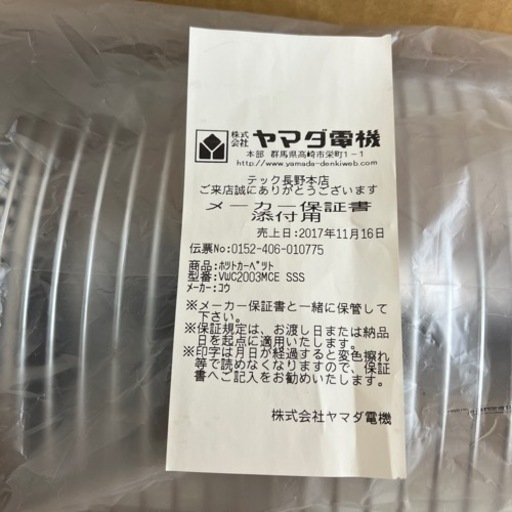 株式会社 ヤマダ電機
本部 群馬県高崎市栄町1-1
http://www.yamada-denkiweb.com
テック長野本店
ご来店誠にありがとうございます
メーカー保証書
添付用
売上日:2017年11月16日
伝票No:0152-406-010775
商品:ホツトカーペツト
型番:VWC2003MCE SSS
メーカー:コウ
※メーカー保証書と一緒に保管して
下さい。
※保証規定は、お渡し日または納品
日を起点に適用いたします。
※印字は月日が経過すると変色擦れ
等で読めなくなりますので、保証
書へご記入をお勧めいたします。
株式会社ヤマダ電機